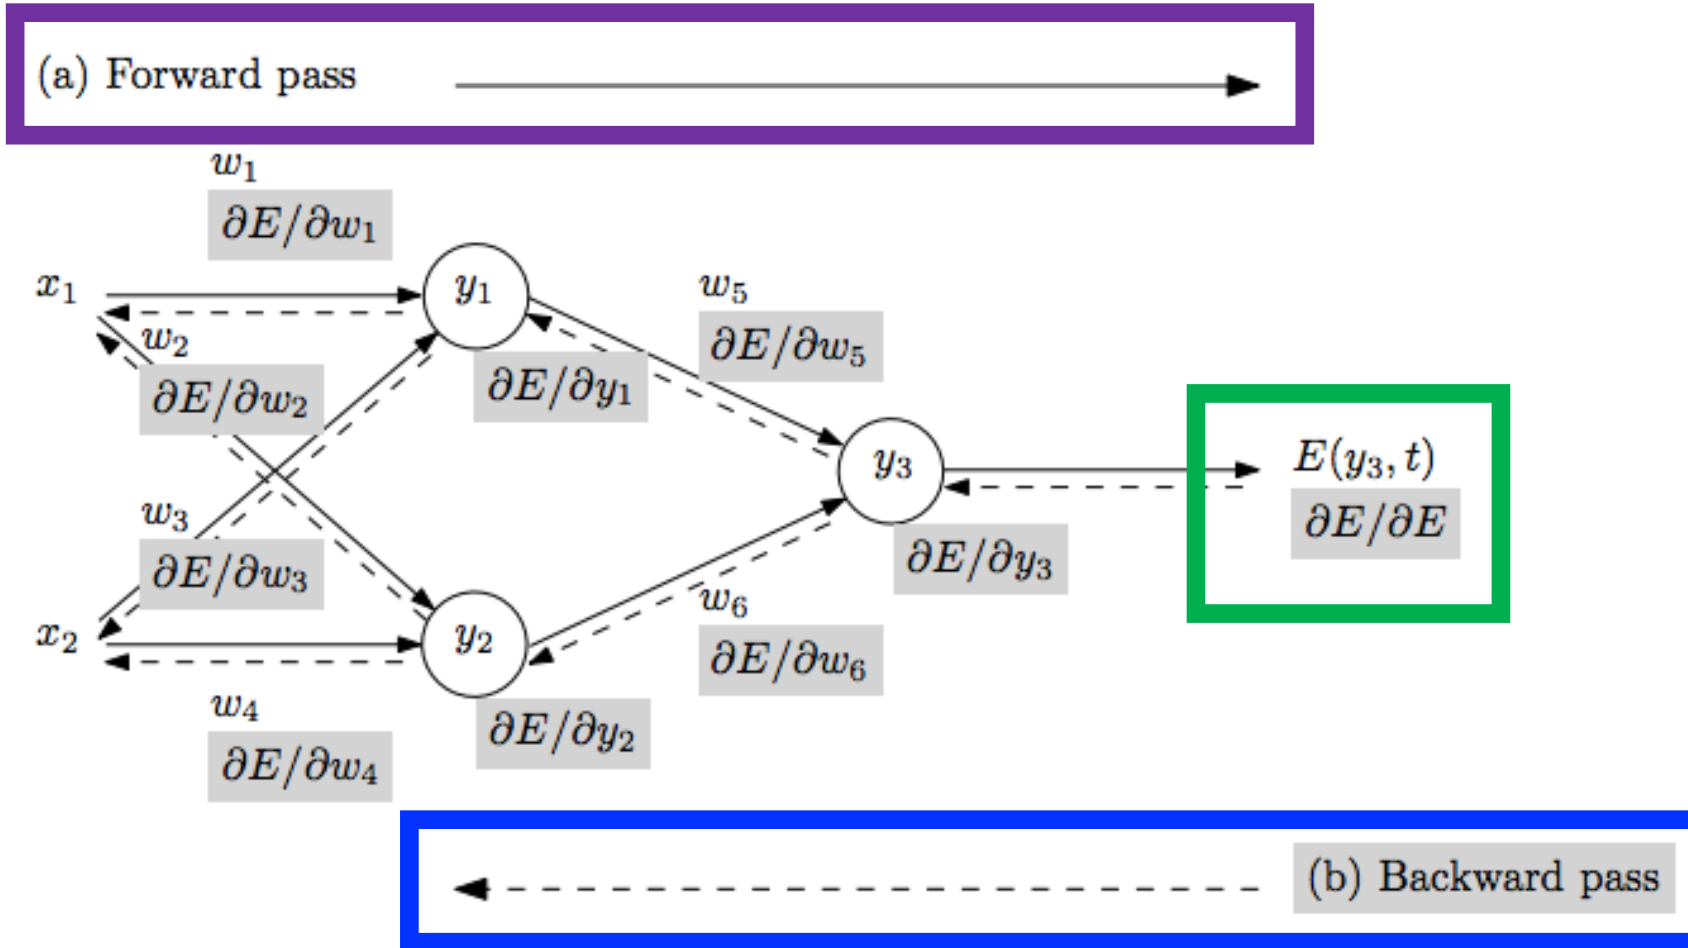 (a) Forward pass
w₁
∂E/∂w₁
x₁
y₁
w₂
∂E/∂w₂
∂E/∂y₁
w₅
∂E/∂w₅
y₃
E(y₃, t)
∂E/∂E
∂E/∂y₃
w₃
∂E/∂w₃
x₂
y₂
w₆
∂E/∂w₆
w₄
∂E/∂w₄
∂E/∂y₂
(b) Backward pass